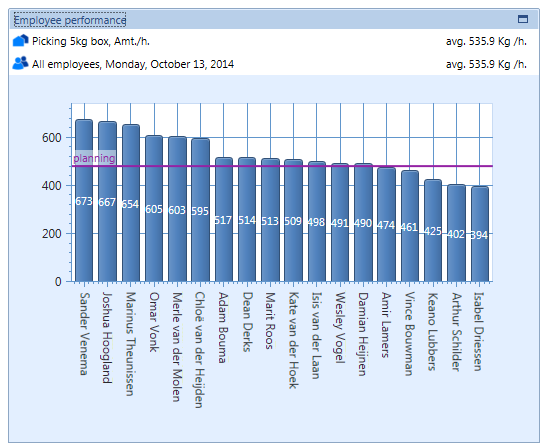 Employee performance
Picking 5kg box, Amt./h. avg. 535.9 Kg /h.
All employees, Monday, October 13, 2014 avg. 535.9 Kg /h.
600
planning
400
200
0
673 667 654 605 603 595 517 514 513 509 498 491 490 474 461 425 402 394
Sander Venema
Joshua Hoogland
Marinus Theunissen
Omar Vonk
Merle van der Molen
Chloë van der Heijden
Adam Bouma
Dean Derks
Marit Roos
Kate van der Hoek
Isis van der Laan
Wesley Vogel
Damian Heijnen
Amir Lamers
Vince Bouwman
Keano Lubbers
Arthur Schilder
Isabel Driessen